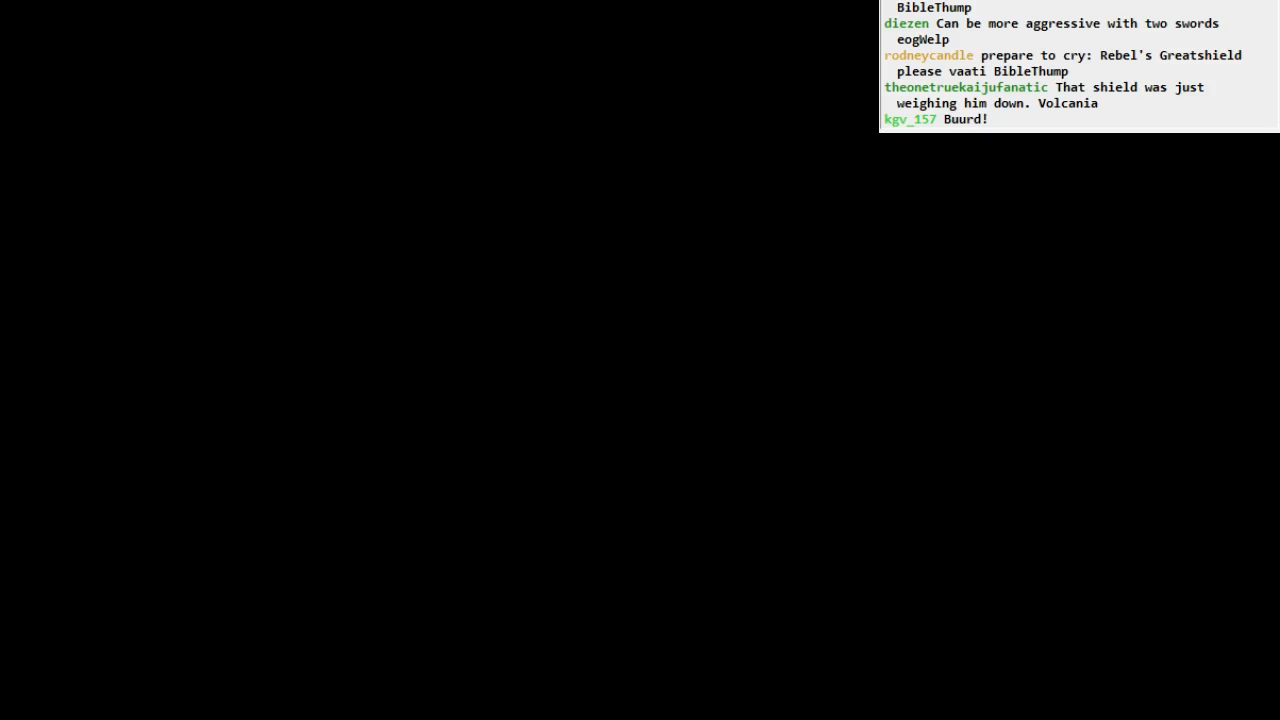 BibleThump
diezen Can be more aggressive with two swords
eogWelp
rodneycandle prepare to cry: Rebel's Greatshield
please vaati BibleThump
theonetruekaijufanatic That shield was just
weighing him down. Volcania
kgv_157 Buurd!